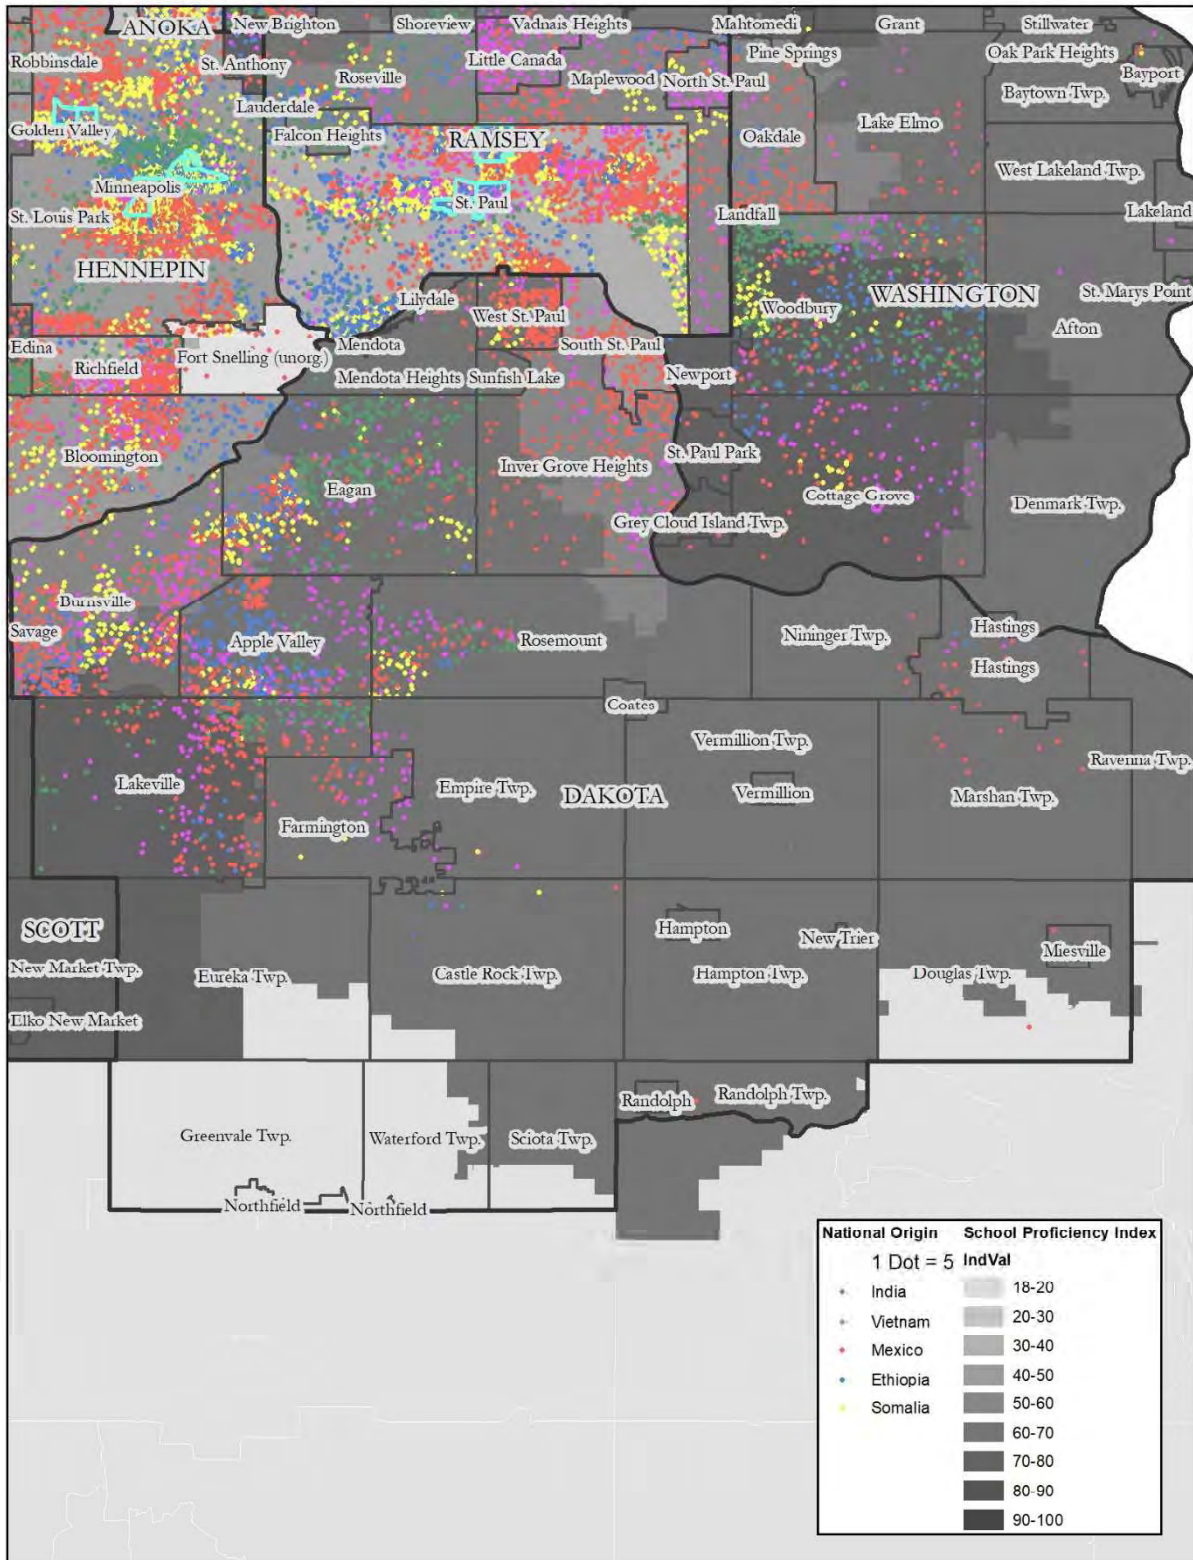 ANOKA
New Brighton
Shoreview
Vadnais Heights
Mahtomedi
Grant
Stillwater
Robbinsdale
St. Anthony
Roseville
Little Canada
Maplewood
North St. Paul
Pine Springs
Oak Park Heights
Bayport
Baytown Twp.
Golden Valley
Lauderdale
Falcon Heights
RAMSEY
Oakdale
Lake Elmo
West Lakeland Twp.
Minneapolis
St. Louis Park
St. Paul
Landfall
Lakeland
HENNEPIN
Lilydale
West St. Paul
Woodbury
WASHINGTON
St. Marys Point
Afton
Edina
Richfield
Fort Snelling (unorg.)
Mendota
South St. Paul
Mendota Heights
Sunfish Lake
Newport
Bloomington
Eagan
Inver Grove Heights
St. Paul Park
Cottage Grove
Grey Cloud Island Twp.
Denmark Twp.
Burnsville
Savage
Apple Valley
Rosemount
Nininger Twp.
Hastings
Hastings
Coates
Vermillion Twp.
Ravenna Twp.
Lakeville
Empire Twp.
DAKOTA
Vermillion
Marshan Twp.
Farmington
SCOTT
Hampton
New Trier
Miesville
New Market Twp.
Eureka Twp.
Castle Rock Twp.
Hampton Twp.
Douglas Twp.
Elko New Market
Randolph
Randolph Twp.
Greenvale Twp.
Waterford Twp.
Sciota Twp.
Northfield
Northfield
National Origin
1 Dot = 5
India
Vietnam
Mexico
Ethiopia
Somalia
School Proficiency Index
IndVal
18-20
20-30
30-40
40-50
50-60
60-70
70-80
80-90
90-100